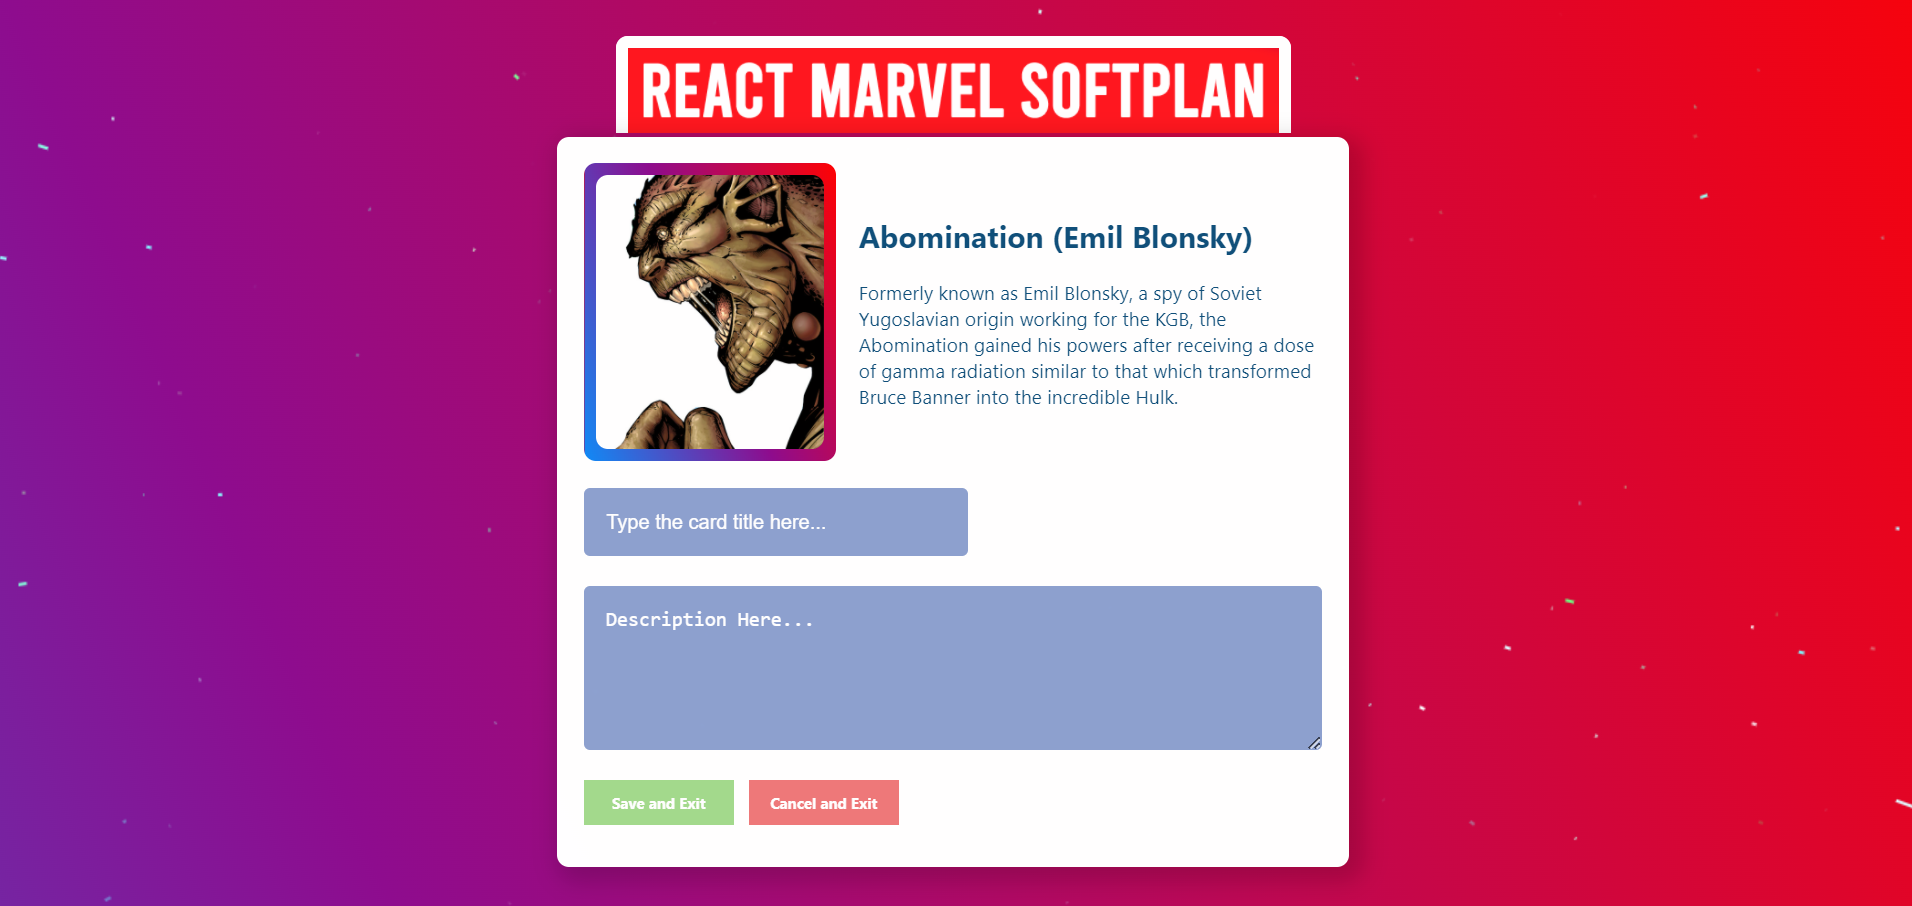 REACT MARVEL SOFTPLAN
Abomination (Emil Blonsky)
Formerly known as Emil Blonsky, a spy of Soviet
Yugoslavian origin working for the KGB, the
Abomination gained his powers after receiving a dose
of gamma radiation similar to that which transformed
Bruce Banner into the incredible Hulk.
Type the card title here...
Description Here...
Save and Exit
Cancel and Exit